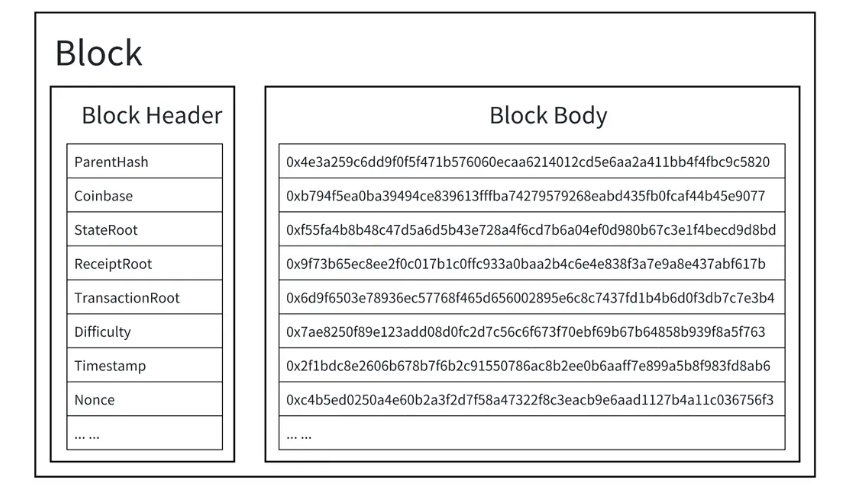 Block
Block Header
ParentHash
Coinbase
StateRoot
ReceiptRoot
TransactionRoot
Difficulty
Timestamp
Nonce
... ...
Block Body
0x4e3a259c6dd9f0f5f471b576060ecaa6214012cd5e6aa2a411bb4f4fbc9c5820
0xb794f5ea0ba39494ce839613fffba74279579268eabd435fb0fcaf44b45e9077
0xf55fa4b8b48c47d5a6d5b43e728a4f6cd7b6a04ef0d980b67c3e1f4becd9d8bd
0x9f73b65ec8ee2f0c017b1c0ffc933a0baa2b4c6e4e838f3a7e9a8e437abf617b
0x6d9f6503e78936ec57768f465d656002895e6c8c7437fd1b4b6d0f3db7c7e3b4
0x7ae8250f89e123add08d0fc2d7c56c6f673f70ebf69b67b64858b939f8a5f763
0x2f1bdc8e2606b678b7f6b2c91550786ac8b2ee0b6aaff7e899a5b8f983fd8ab6
0xc4b5ed0250a4e60b2a3f2d7f58a47322f8c3eacb9e6aad1127b4a11c036756f3
... ...